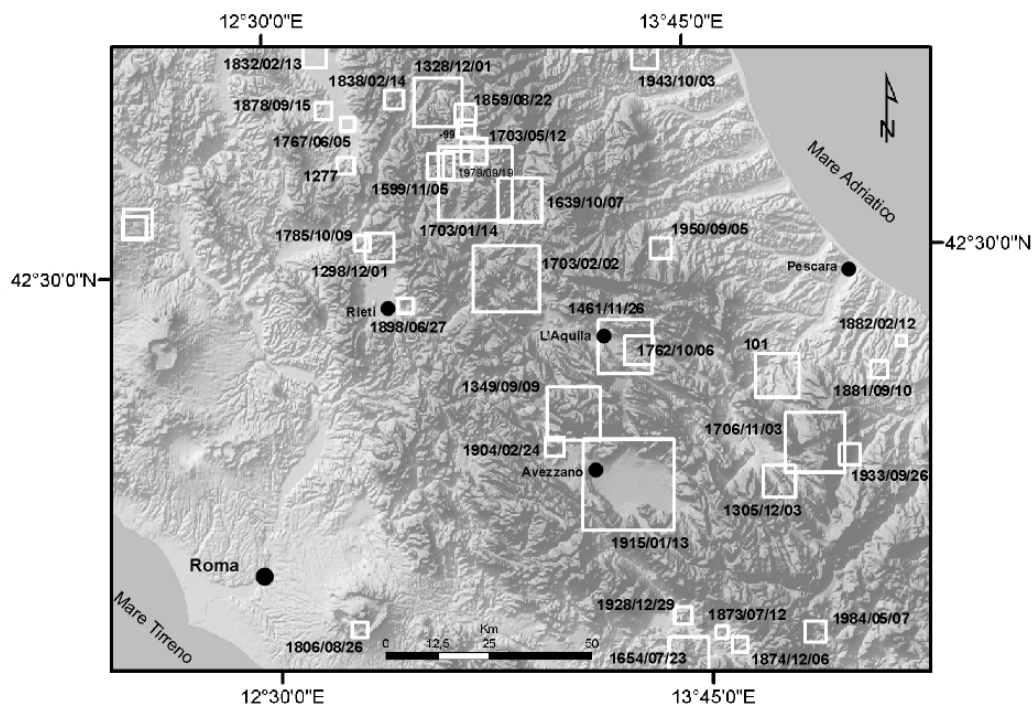 12°30'0"E
13°45'0"E
1832/02/13
1838/02/14
1328/12/01
1943/10/03
1878/09/15
1859/08/22
1767/06/05
-99
1703/05/12
1277
1979/09/19
1599/11/05
1639/10/07
Mare Adriatico
N
1703/01/14
1785/10/09
1950/09/05
42°30'0"N
1298/12/01
1703/02/02
Pescara
42°30'0"N
Rieti
1461/11/26
1898/06/27
L'Aquila
1882/02/12
1762/10/06
101
1349/09/09
1881/09/10
1706/11/03
1904/02/24
Avezzano
1933/09/26
1305/12/03
1915/01/13
Roma
Mare Tirreno
1928/12/29
1873/07/12
1984/05/07
Km
1806/08/26
0 12,5 25 50
1654/07/23
1874/12/06
12°30'0"E
13°45'0"E